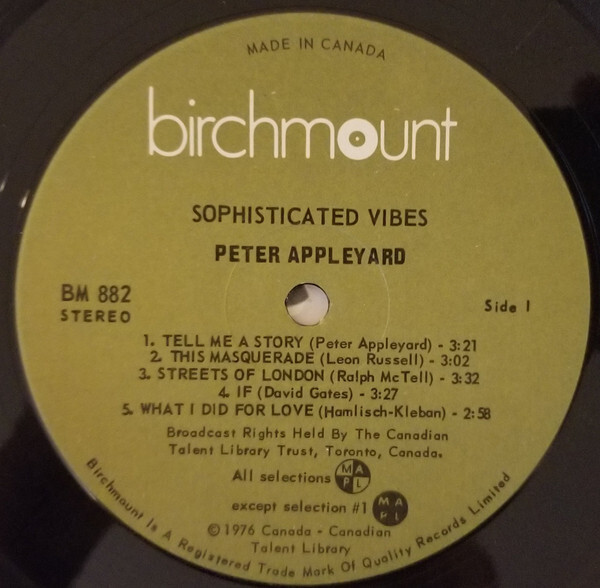 MADE IN CANADA
birchmount
SOPHISTICATED VIBES
PETER APPLEYARD
BM 882
STEREO
Side 1
1. TELL ME A STORY (Peter Appleyard) - 3:21
2. THIS MASQUERADE (Leon Russell) - 3:02
3. STREETS OF LONDON (Ralph McTell) - 3:32
4. IF (David Gates) - 3:27
5. WHAT I DID FOR LOVE (Hamlisch-Kleban) - 2:58
Broadcast Rights Held By The Canadian
Talent Library Trust, Toronto, Canada.
All selections M A P L
except selection #1 M A P L
© 1976 Canada - Canadian
Talent Library
Birchmount Is A Registered Trade Mark Of Quality Records Limited